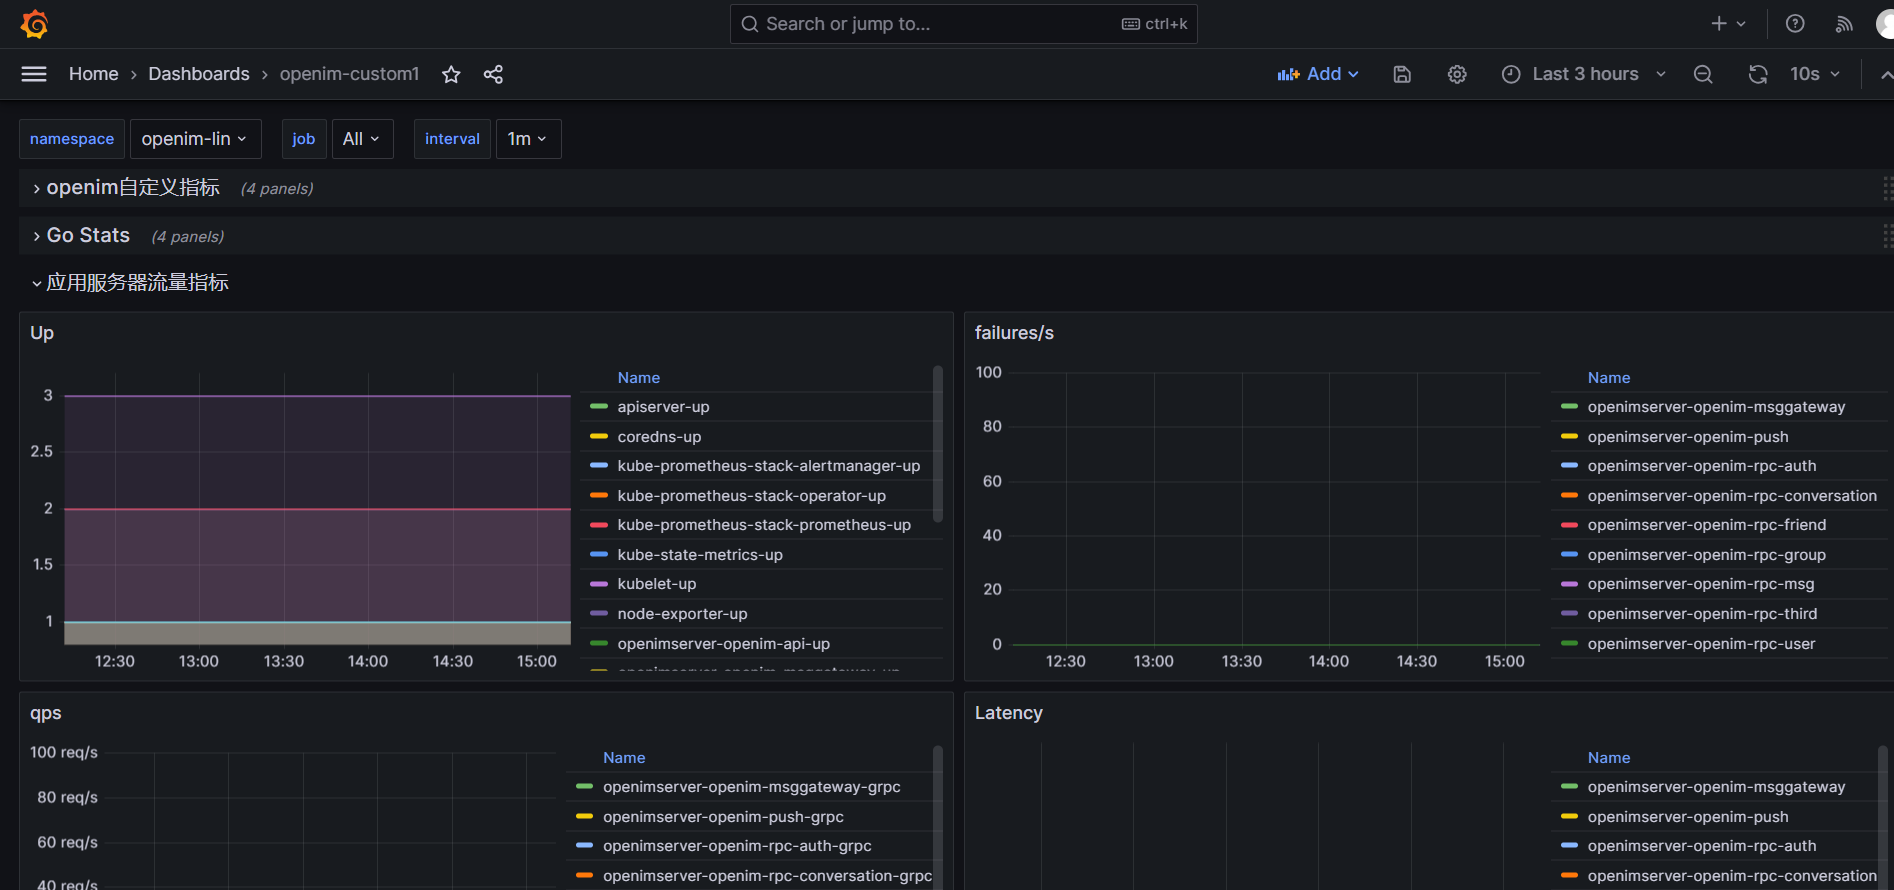 Search or jump to... ctrl+k
Home › Dashboards › openim-custom1 Add Last 3 hours 10s
namespace openim-lin job All interval 1m
openim自定义指标 (4 panels)
Go Stats (4 panels)
应用服务器流量指标
Up
Name
3
2.5
2
1.5
1
12:30 13:00 13:30 14:00 14:30 15:00
apiserver-up
coredns-up
kube-prometheus-stack-alertmanager-up
kube-prometheus-stack-operator-up
kube-prometheus-stack-prometheus-up
kube-state-metrics-up
kubelet-up
node-exporter-up
openimserver-openim-api-up
openimserver-openim-msggateway-up
failures/s
100
80
60
40
20
0
12:30 13:00 13:30 14:00 14:30 15:00
Name
openimserver-openim-msggateway
openimserver-openim-push
openimserver-openim-rpc-auth
openimserver-openim-rpc-conversation
openimserver-openim-rpc-friend
openimserver-openim-rpc-group
openimserver-openim-rpc-msg
openimserver-openim-rpc-third
openimserver-openim-rpc-user
qps
100 req/s
80 req/s
60 req/s
40 req/s
Name
openimserver-openim-msggateway-grpc
openimserver-openim-push-grpc
openimserver-openim-rpc-auth-grpc
openimserver-openim-rpc-conversation-grpc
Latency
Name
openimserver-openim-msggateway
openimserver-openim-push
openimserver-openim-rpc-auth
openimserver-openim-rpc-conversation